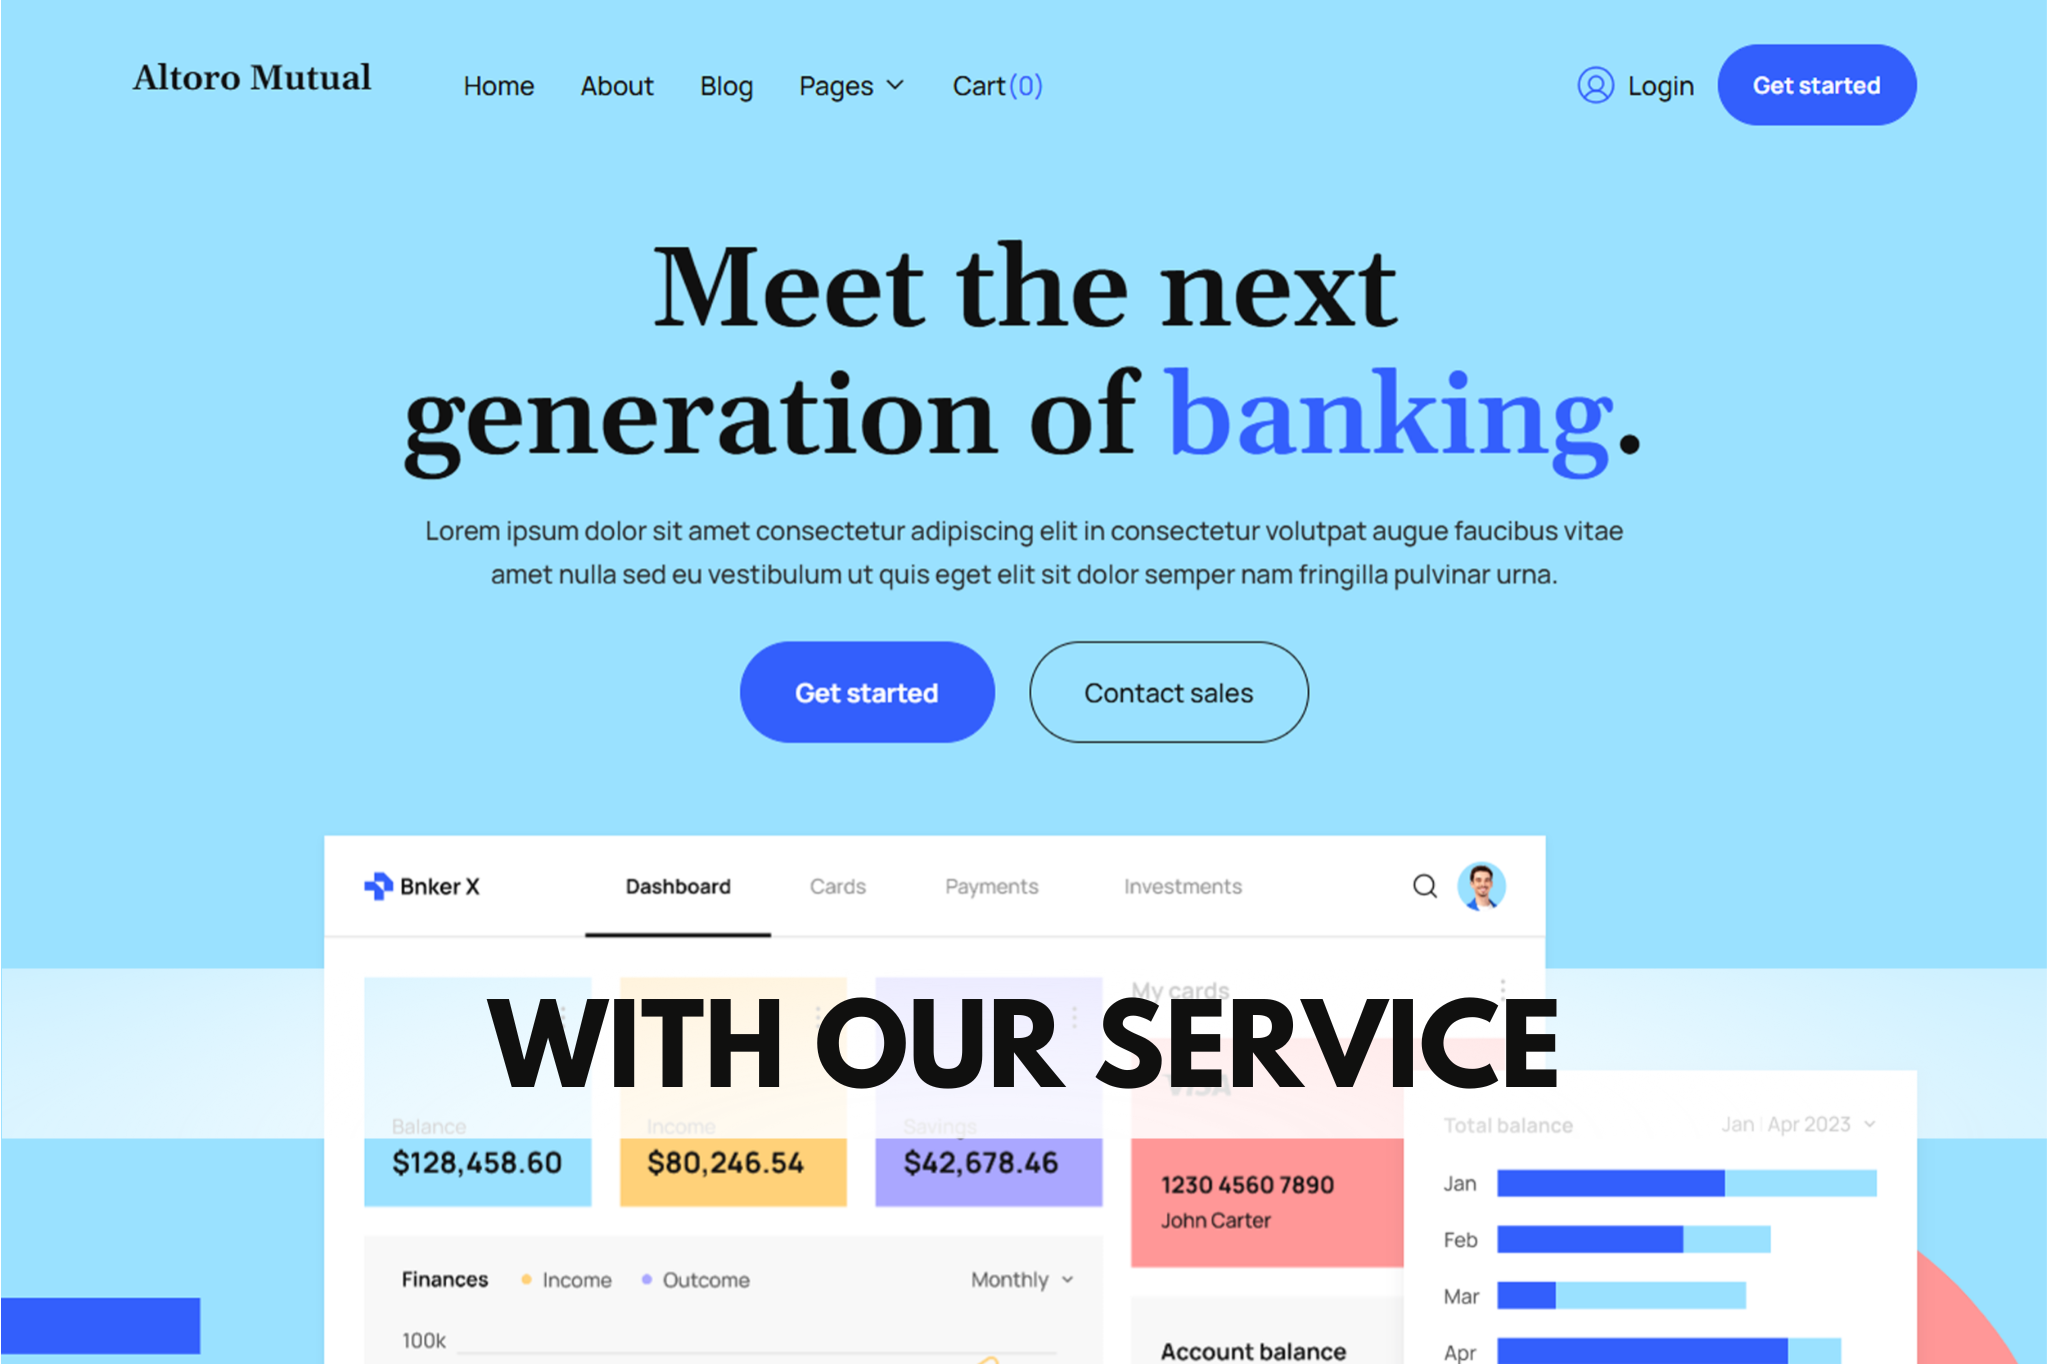 Altoro Mutual
Home About Blog Pages Cart(0) Login Get started
Meet the next
generation of banking.
Lorem ipsum dolor sit amet consectetur adipiscing elit in consectetur volutpat augue faucibus vitae
amet nulla sed eu vestibulum ut quis eget elit sit dolor semper nam fringilla pulvinar urna.
Get started Contact sales
Bnker X Dashboard Cards Payments Investments
My cards
WITH OUR SERVICE
VISA
Balance Income Savings
$128,458.60 $80,246.54 $42,678.46
1230 4560 7890
John Carter
Total balance Jan | Apr 2023
Jan
Feb
Mar
Apr
Finances Income Outcome Monthly
100k
Account balance